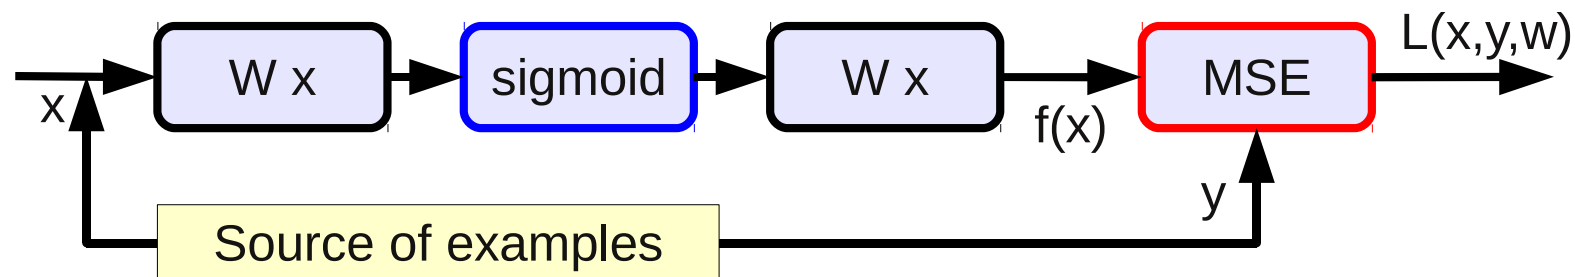 L(x,y,w)
W x
sigmoid
W x
MSE
x
f(x)
y
Source of examples